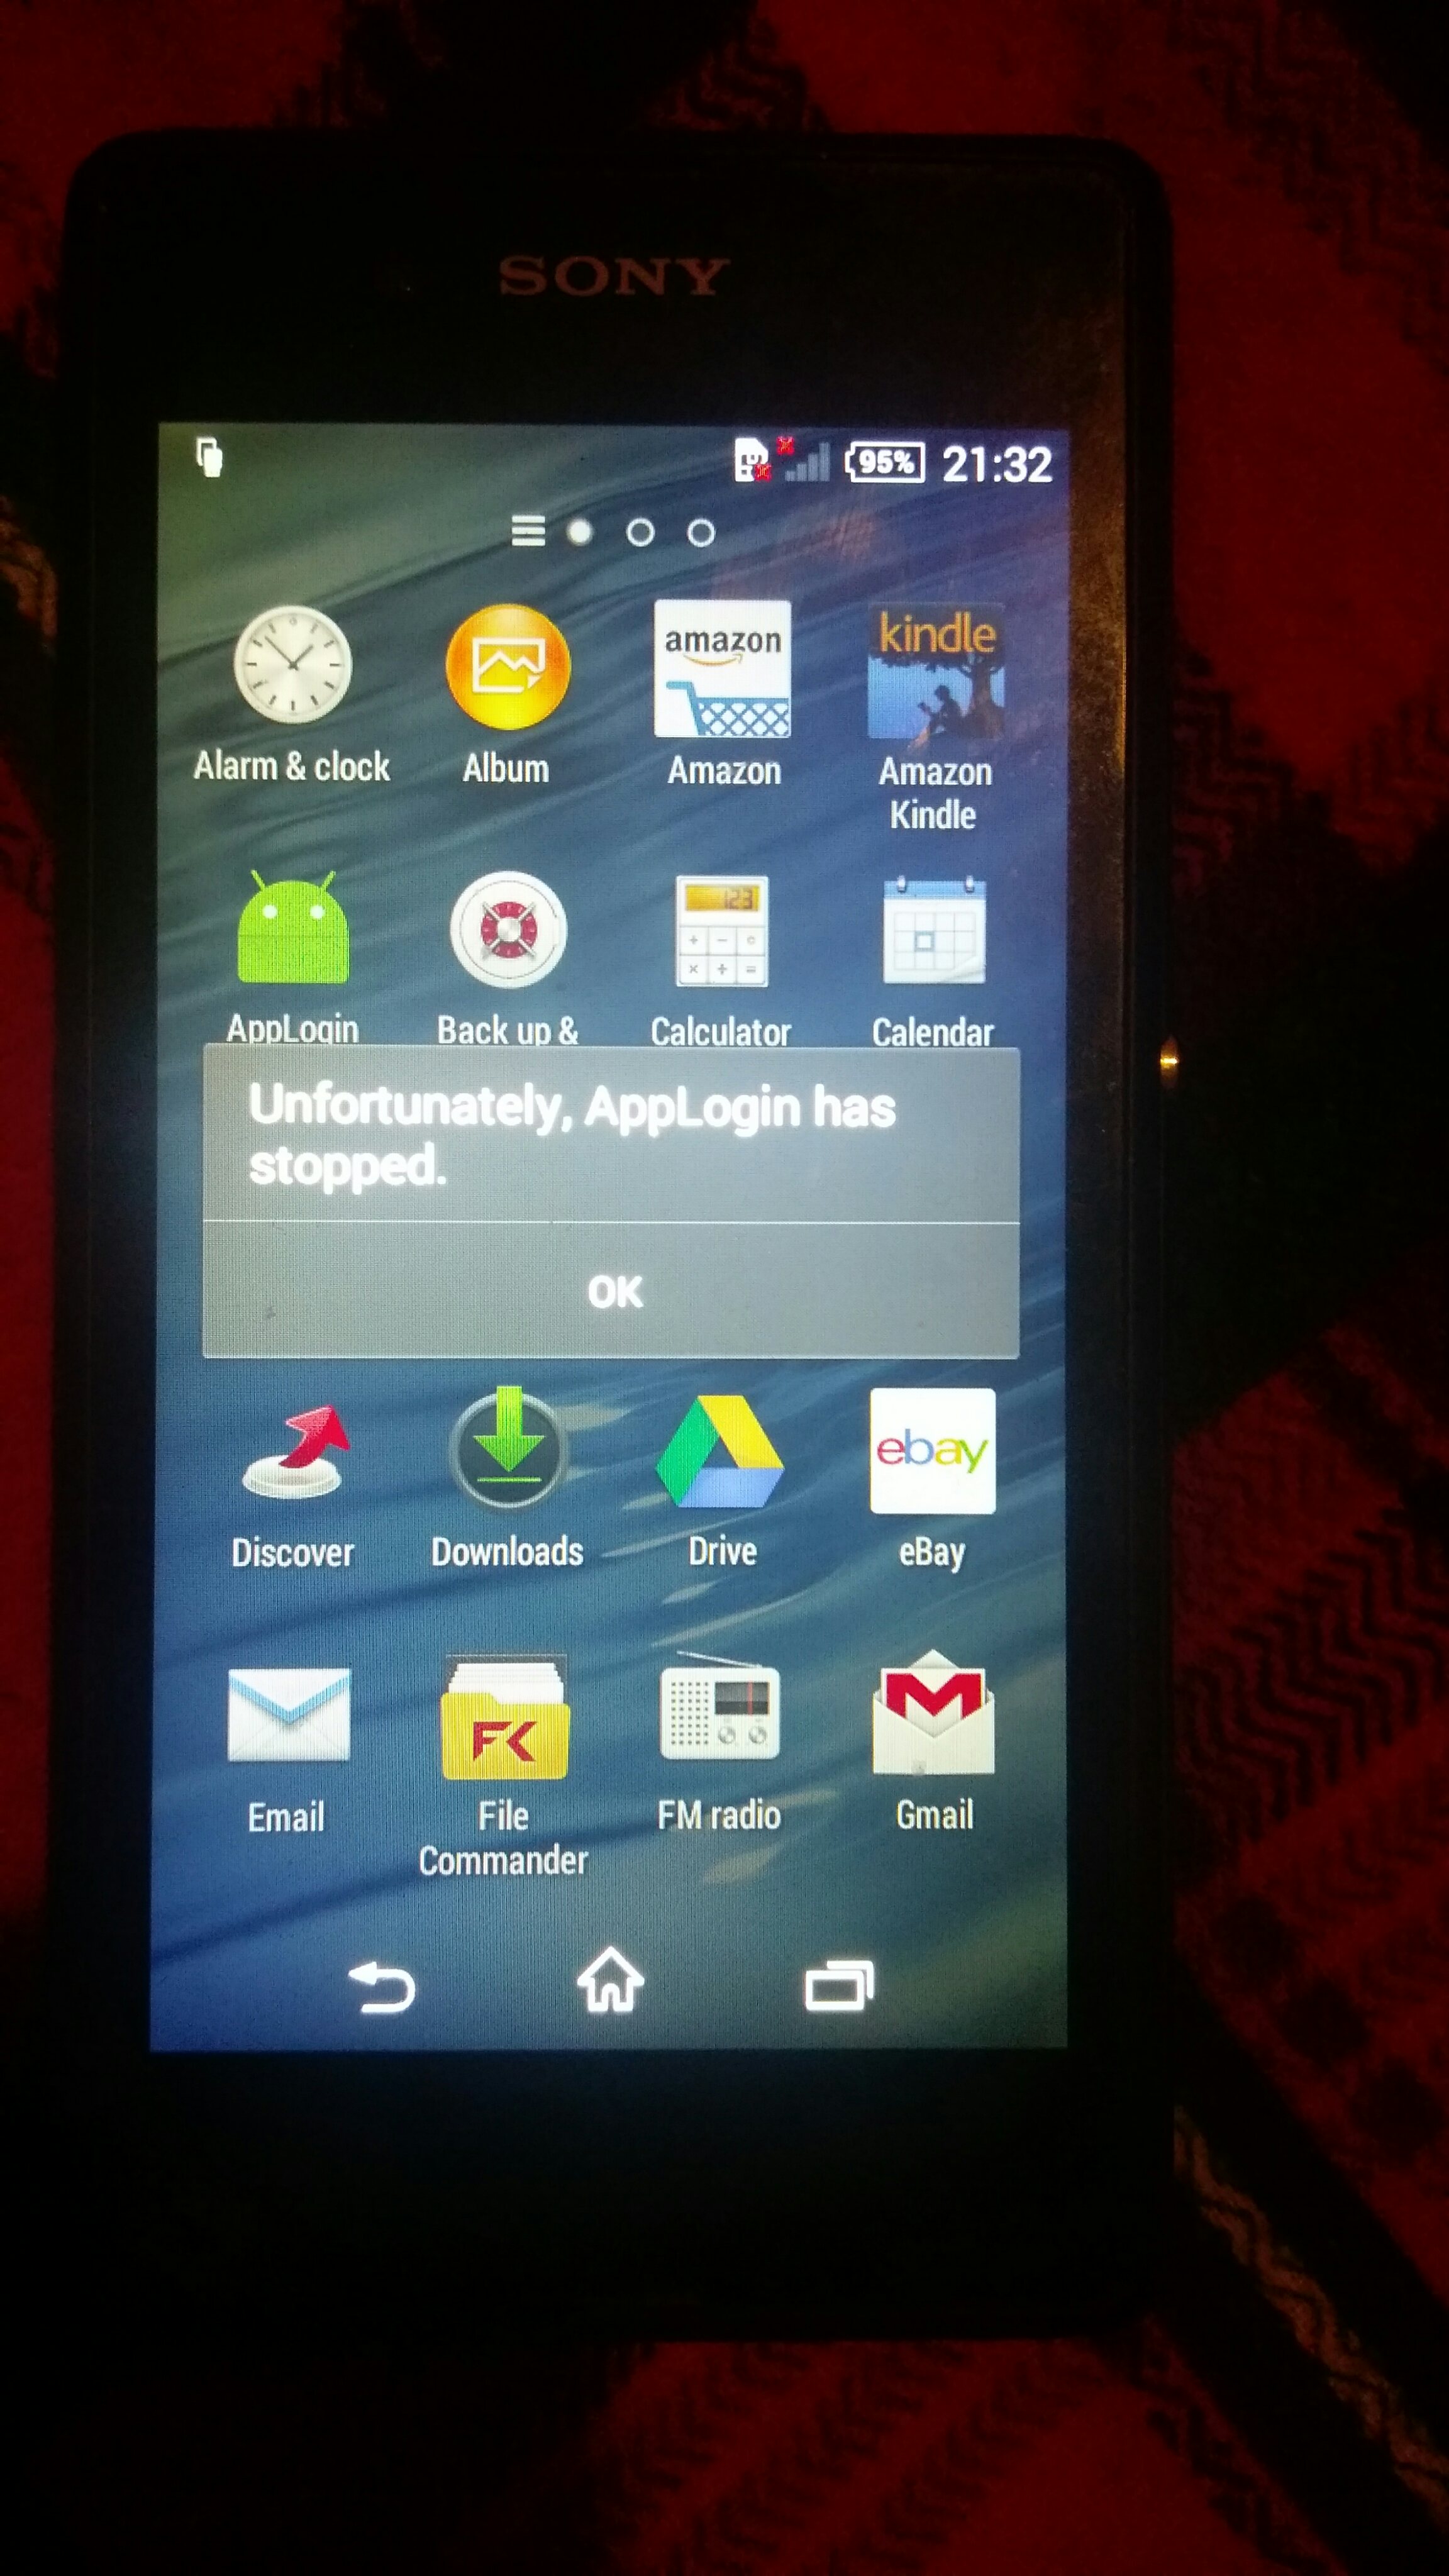 SONY
95% 21:32
amazon kindle
Alarm & clock Album Amazon Amazon Kindle
123
AppLogin Back up & Calculator Calendar
Unfortunately, AppLogin has
stopped.
OK
ebay
Discover Downloads Drive eBay
FK
Email File Commander FM radio Gmail